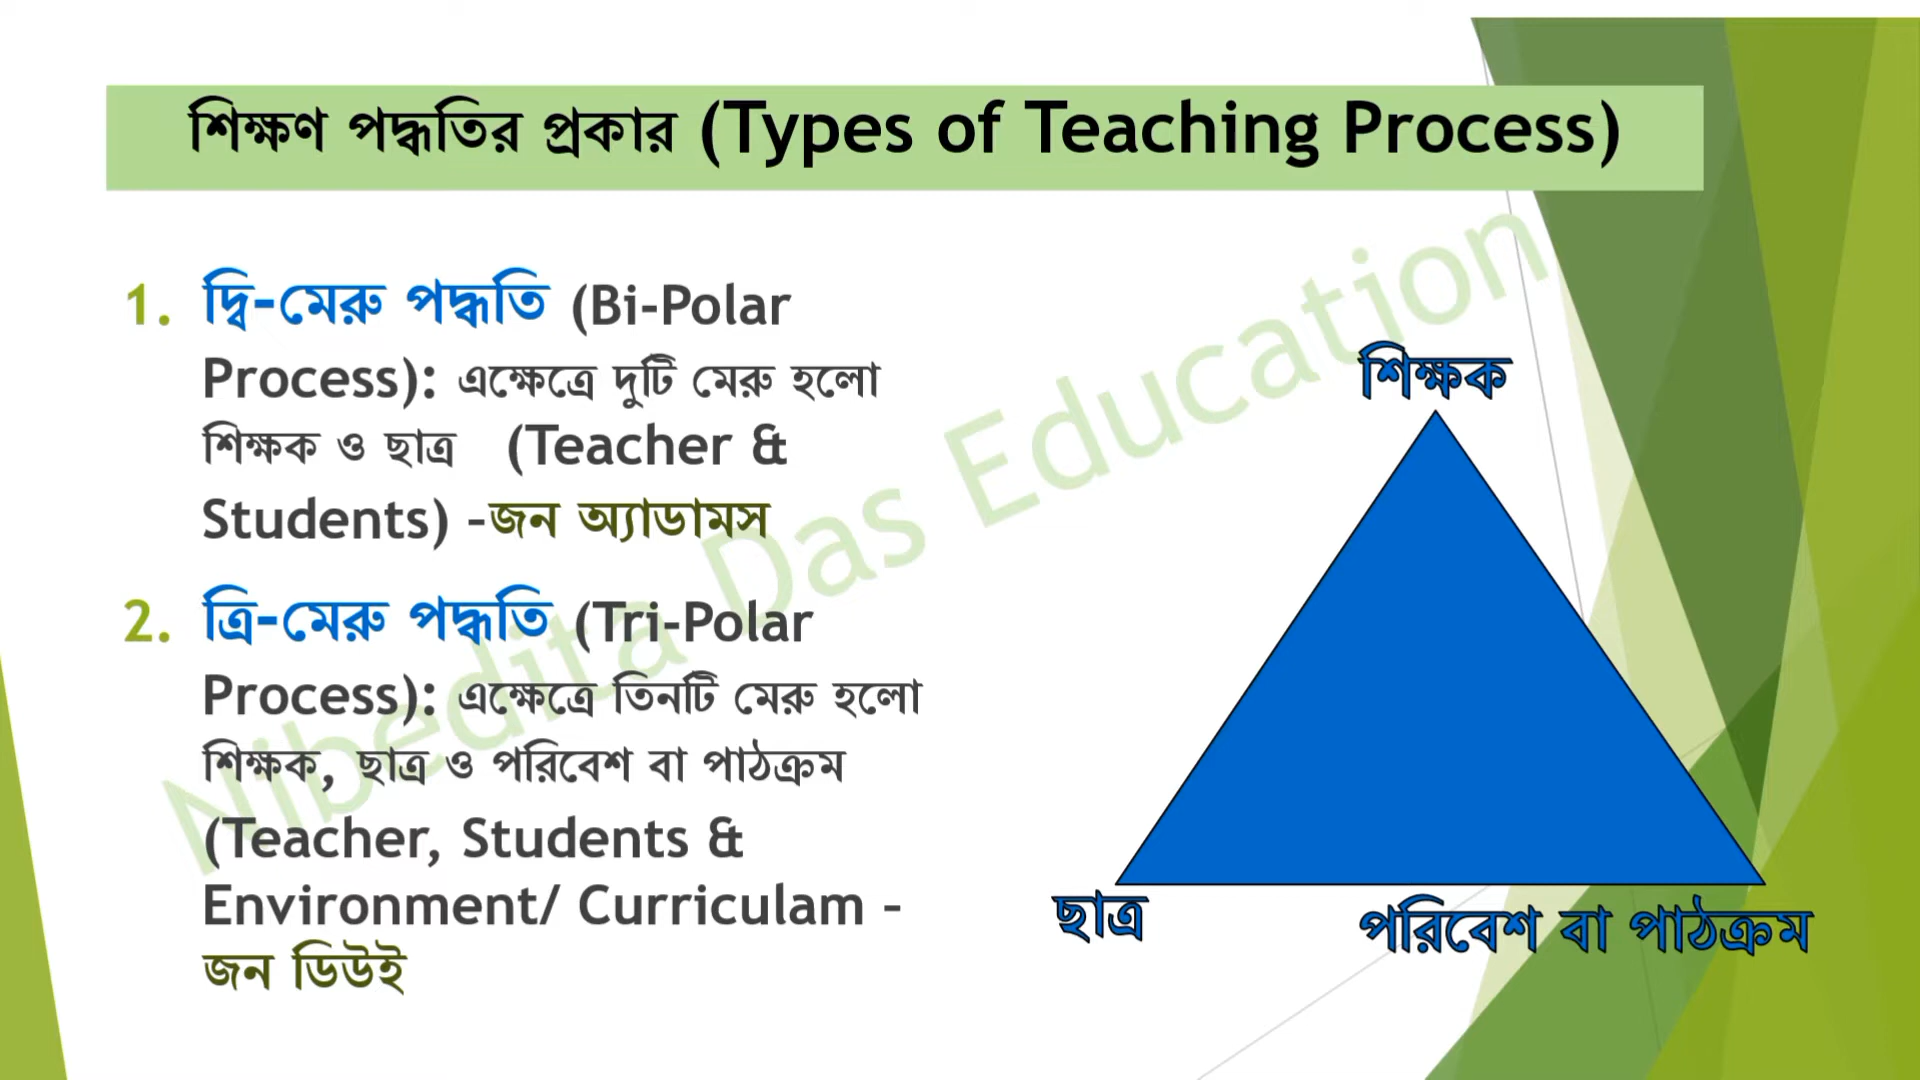 শিক্ষণ পদ্ধতির প্রকার (Types of Teaching Process)
1. দ্বি-মেরু পদ্ধতি (Bi-Polar
Process): এক্ষেত্রে দুটি মেরু হলো
শিক্ষক ও ছাত্র (Teacher &
Students) -জন অ্যাডামস
2. ত্রি-মেরু পদ্ধতি (Tri-Polar
Process): এক্ষেত্রে তিনটি মেরু হলো
শিক্ষক, ছাত্র ও পরিবেশ বা পাঠক্রম
(Teacher, Students &
Environment/ Curriculam -
জন ডিউই
শিক্ষক
ছাত্র
পরিবেশ বা পাঠক্রম
Nibedita Das Education